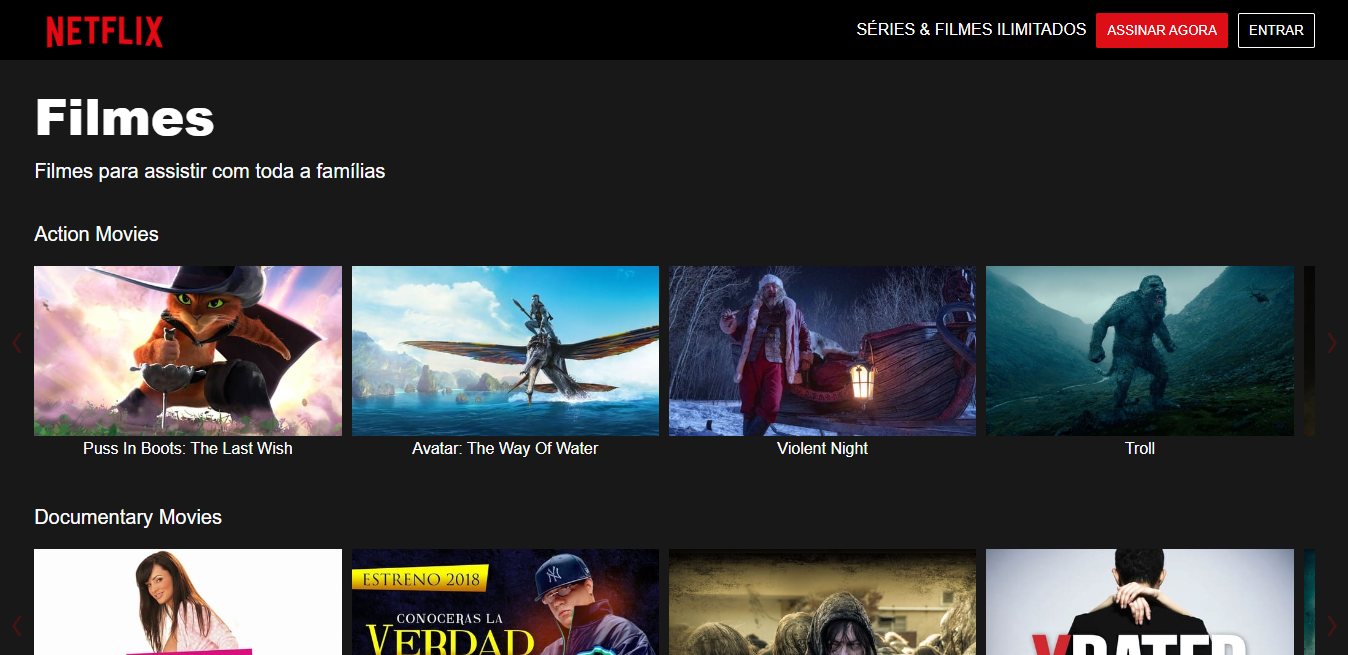 NETFLIX
SÉRIES & FILMES ILIMITADOS
ASSINAR AGORA
ENTRAR
Filmes
Filmes para assistir com toda a famílias
Action Movies
Puss In Boots: The Last Wish
Avatar: The Way Of Water
Violent Night
Troll
Documentary Movies
ESTRENO 2018
CONOCERAS LA
VERDAD
XRATED